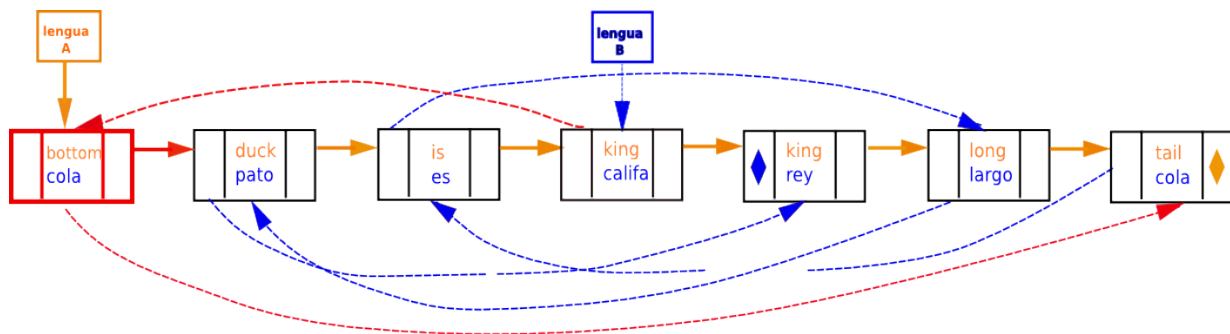 lengua
A
lengua
B
bottom
cola
duck
pato
is
es
king
califa
king
rey
long
largo
tail
cola